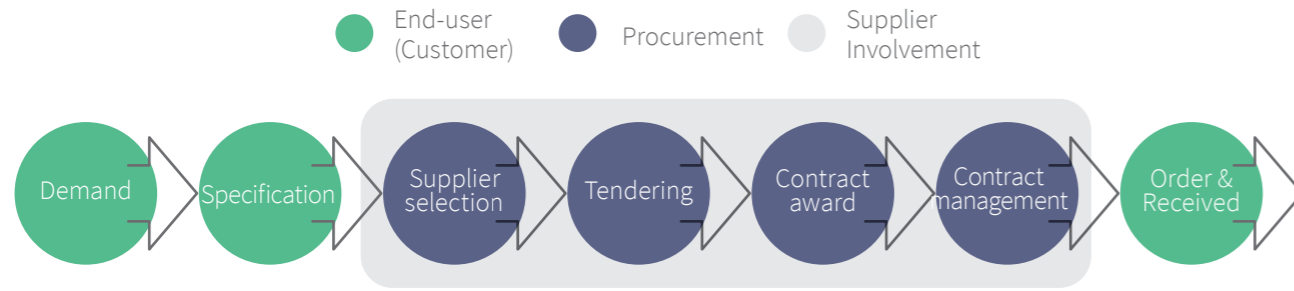 End-user
(Customer)
Procurement
Supplier
Involvement
Demand
Specification
Supplier
selection
Tendering
Contract
award
Contract
management
Order &
Received